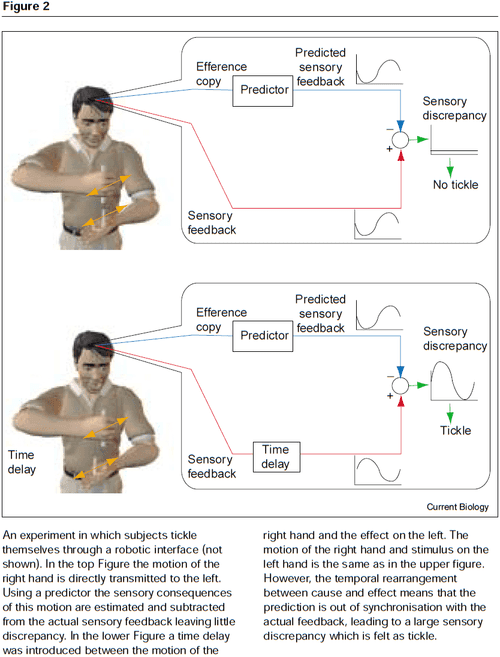 Figure 2
Efference
copy
Predictor
Predicted
sensory
feedback
Sensory
discrepancy
–
+
No tickle
Sensory
feedback
Efference
copy
Predictor
Predicted
sensory
feedback
Sensory
discrepancy
–
+
Tickle
Time
delay
Sensory
feedback
Time
delay
Current Biology
An experiment in which subjects tickle
themselves through a robotic interface (not
shown). In the top Figure the motion of the
right hand is directly transmitted to the left.
Using a predictor the sensory consequences
of this motion are estimated and subtracted
from the actual sensory feedback leaving little
discrepancy. In the lower Figure a time delay
was introduced between the motion of the
right hand and the effect on the left. The
motion of the right hand and stimulus on the
left hand is the same as in the upper figure.
However, the temporal rearrangement
between cause and effect means that the
prediction is out of synchronisation with the
actual feedback, leading to a large sensory
discrepancy which is felt as tickle.